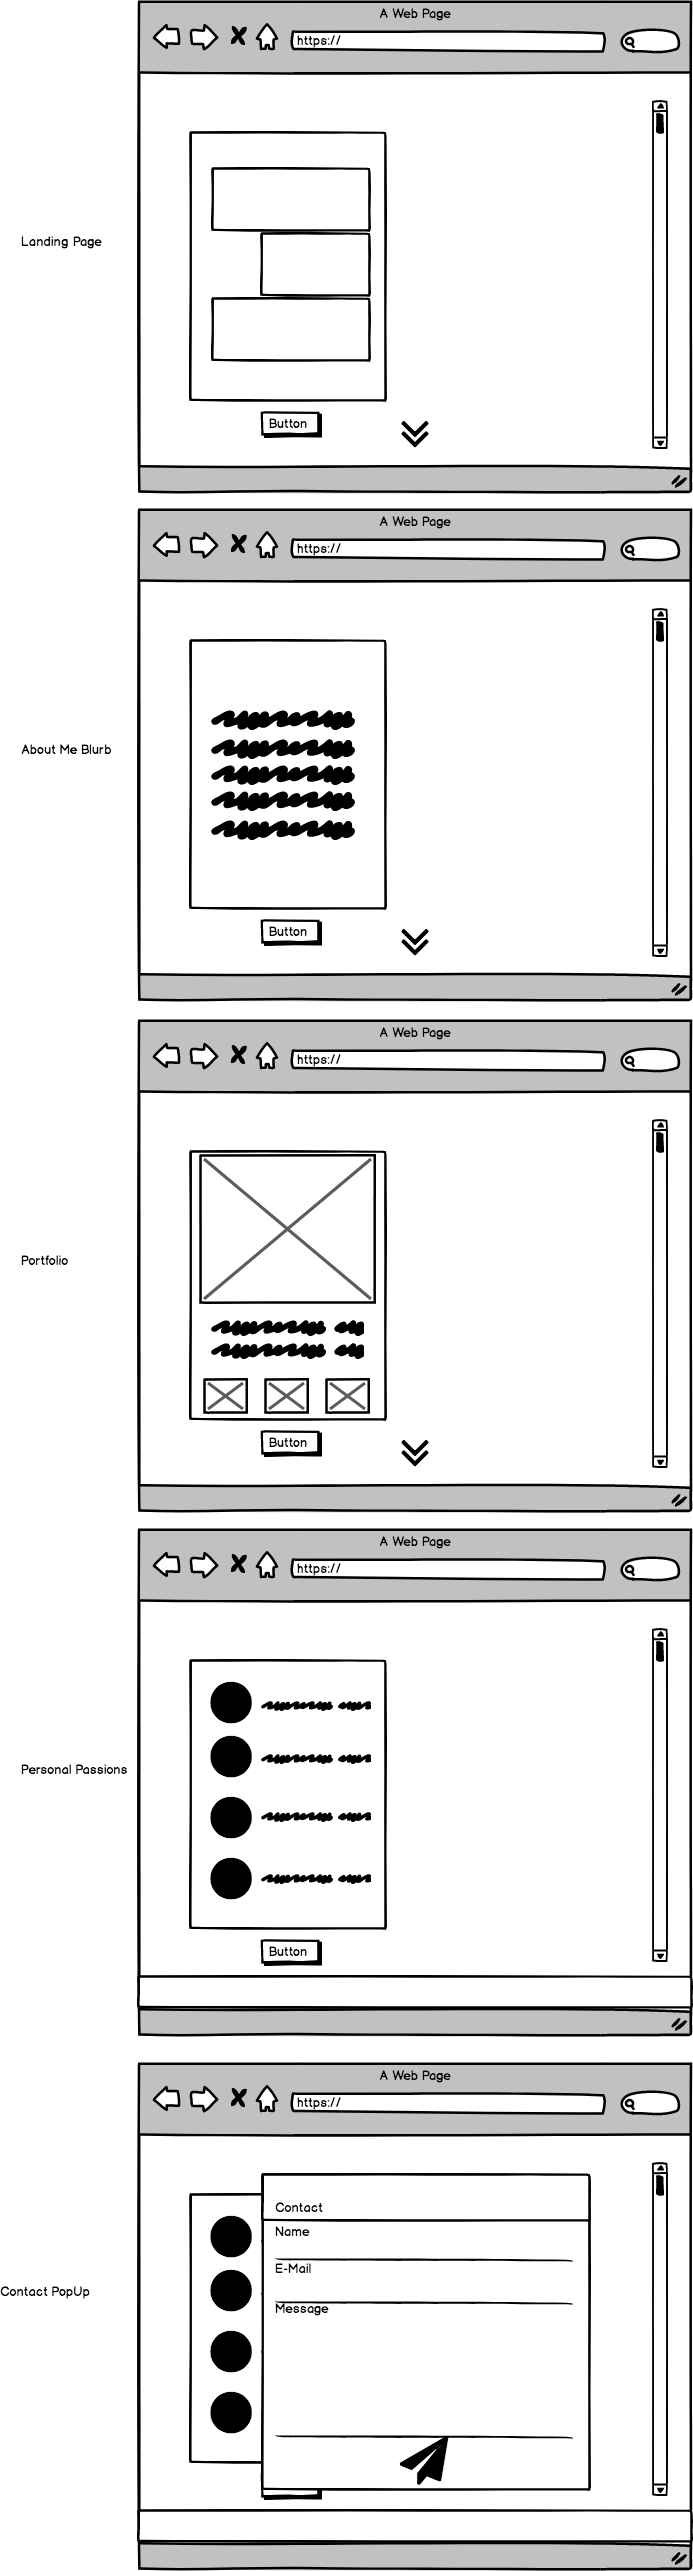 A Web Page
https://
Landing Page
Button
A Web Page
https://
About Me Blurb
Button
A Web Page
https://
Portfolio
Button
A Web Page
https://
Personal Passions
Button
A Web Page
https://
Contact
Name
E-Mail
Contact PopUp
Message